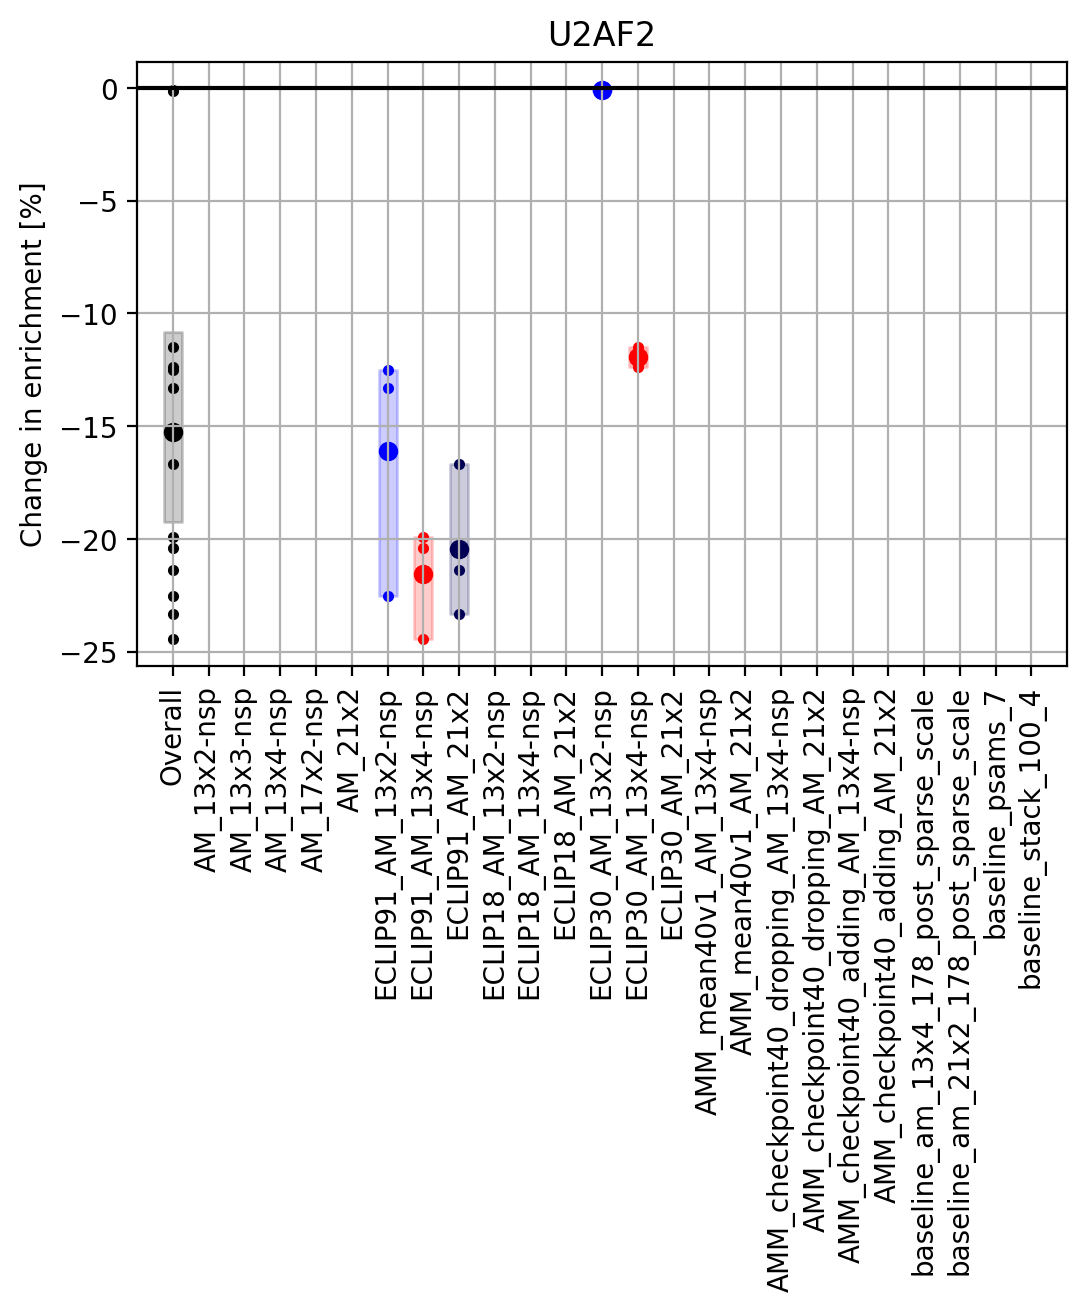 U2AF2
Change in enrichment [%]
0
−5
−10
−15
−20
−25
Overall
AM_13x2-nsp
AM_13x3-nsp
AM_13x4-nsp
AM_17x2-nsp
AM_21x2
ECLIP91_AM_13x2-nsp
ECLIP91_AM_13x4-nsp
ECLIP91_AM_21x2
ECLIP18_AM_13x2-nsp
ECLIP18_AM_13x4-nsp
ECLIP18_AM_21x2
ECLIP30_AM_13x2-nsp
ECLIP30_AM_13x4-nsp
ECLIP30_AM_21x2
AMM_mean40v1_AM_13x4-nsp
AMM_mean40v1_AM_21x2
AMM_checkpoint40_dropping_AM_13x4-nsp
AMM_checkpoint40_dropping_AM_21x2
AMM_checkpoint40_adding_AM_13x4-nsp
AMM_checkpoint40_adding_AM_21x2
baseline_am_13x4_178_post_sparse_scale
baseline_am_21x2_178_post_sparse_scale
baseline_psams_7
baseline_stack_100_4